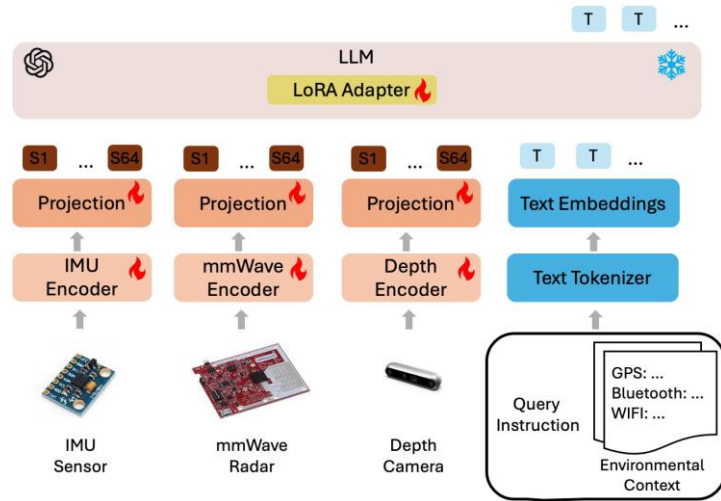 T T ...
LLM
LoRA Adapter
S1 ... S64 S1 ... S64 S1 ... S64 T T ...
Projection Projection Projection Text Embeddings
IMU Encoder mmWave Encoder Depth Encoder Text Tokenizer
Query Instruction
GPS: ...
Bluetooth: ...
WIFI: ...
Environmental
Context
IMU
Sensor
mmWave
Radar
Depth
Camera